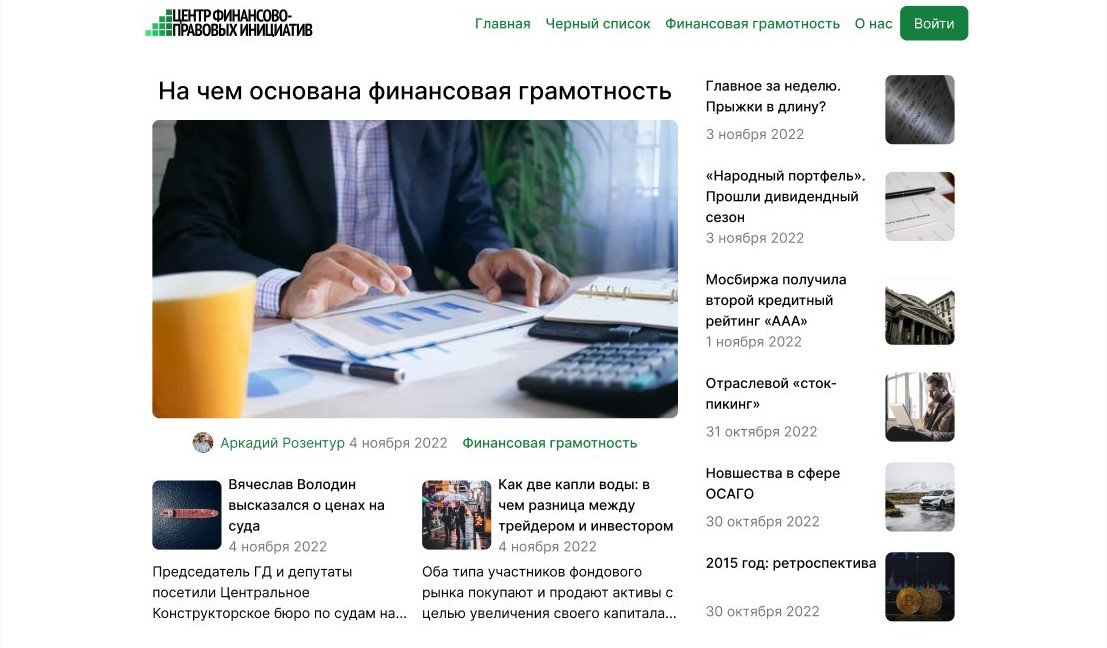 ЦЕНТР ФИНАНСОВО-
ПРАВОВЫХ ИНИЦИАТИВ
Главная Черный список Финансовая грамотность О нас Войти
На чем основана финансовая грамотность
Аркадий Розентур 4 ноября 2022 Финансовая грамотность
Вячеслав Володин
высказался о ценах на
суда
4 ноября 2022
Председатель ГД и депутаты
посетили Центральное
Конструкторское бюро по судам на...
Как две капли воды: в
чем разница между
трейдером и инвестором
4 ноября 2022
Оба типа участников фондового
рынка покупают и продают активы с
целью увеличения своего капитала...
Главное за неделю.
Прыжки в длину?
3 ноября 2022
«Народный портфель».
Прошли дивидендный
сезон
3 ноября 2022
Мосбиржа получила
второй кредитный
рейтинг «ААА»
1 ноября 2022
Отраслевой «сток-
пикинг»
31 октября 2022
Новшества в сфере
ОСАГО
30 октября 2022
2015 год: ретроспектива
30 октября 2022